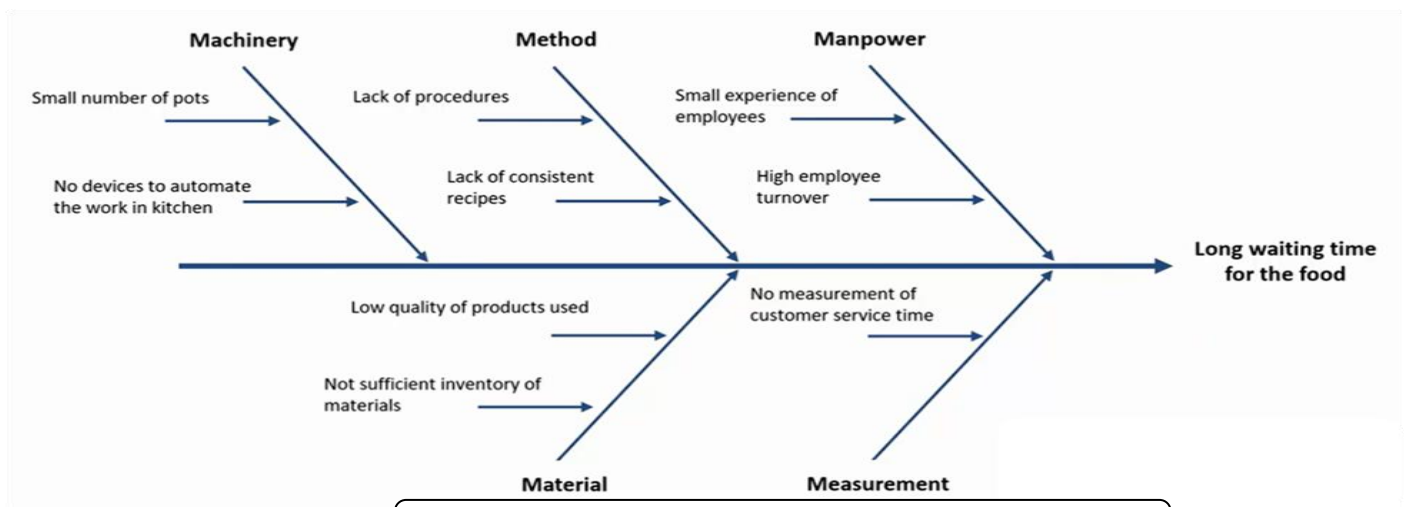 Machinery
Method
Manpower
Small number of pots
Lack of procedures
Small experience of
employees
No devices to automate
the work in kitchen
Lack of consistent
recipes
High employee
turnover
Long waiting time
for the food
Low quality of products used
No measurement of
customer service time
Not sufficient inventory of
materials
Material
Measurement